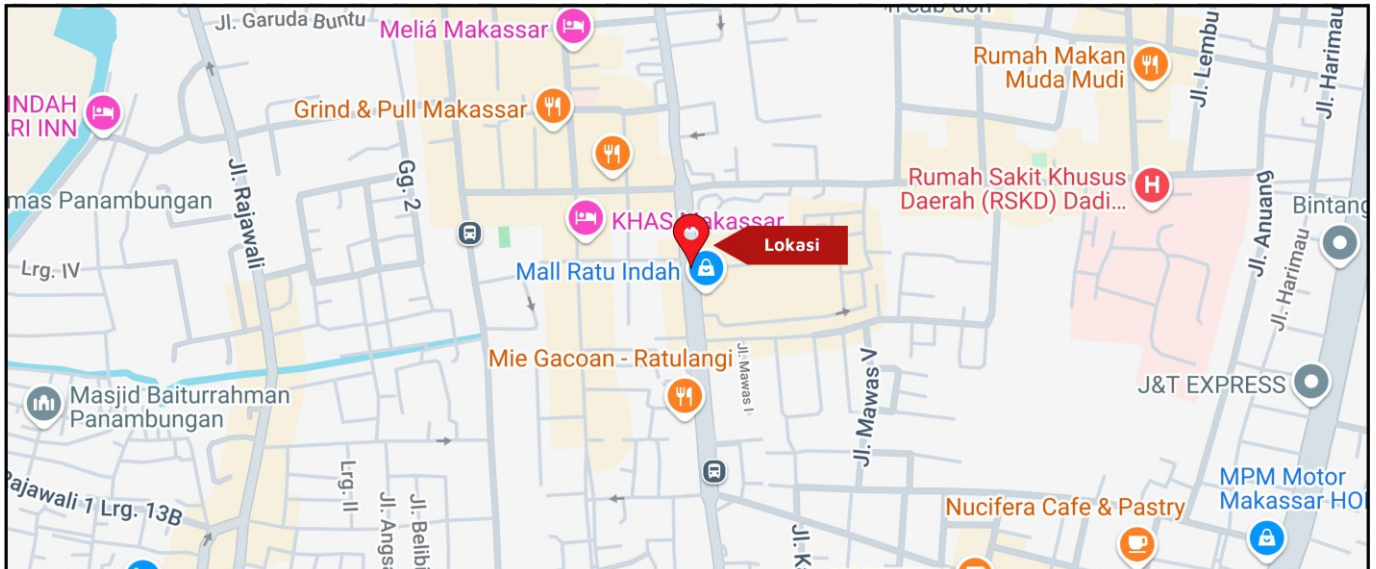 Jl. Garuda Buntu
Meliá Makassar
Rumah Makan
Muda Mudi
Jl. Lembu
Jl. Harimau
INDAH
RI INN
Grind & Pull Makassar
Jl. Rajawali
Gg. 2
mas Panambungan
Rumah Sakit Khusus
Daerah (RSKD) Dadi...
Jl. Anuang
Bintang
KHAS Makassar
Lokasi
Lrg. IV
Mall Ratu Indah
Jl. Harimau
Mie Gacoan - Ratulangi
Jl. Mawas I
Jl. Mawas V
J&T EXPRESS
Masjid Baiturrahman
Panambungan
Rajawali 1 Lrg. 13B
Lrg. II
Jl. Angsa
Jl. Belibi
MPM Motor
Makassar HO
Nucifera Cafe & Pastry
Jl. Ka